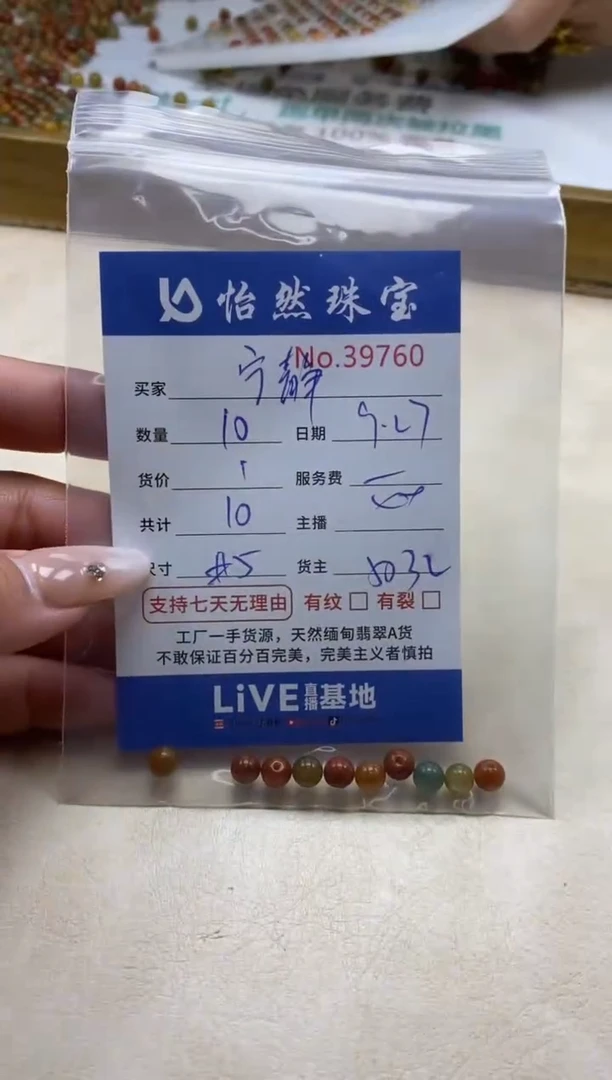 怡然珠宝
No.39760
买家 宁静
数量 10 日期 9.27
货价 1 服务费
共计 10 主播
尺寸 货主
支持七天无理由 有纹 有裂
工厂一手货源，天然缅甸翡翠A货
不敢保证百分百完美，完美主义者慎拍
LiVE直播基地
100%